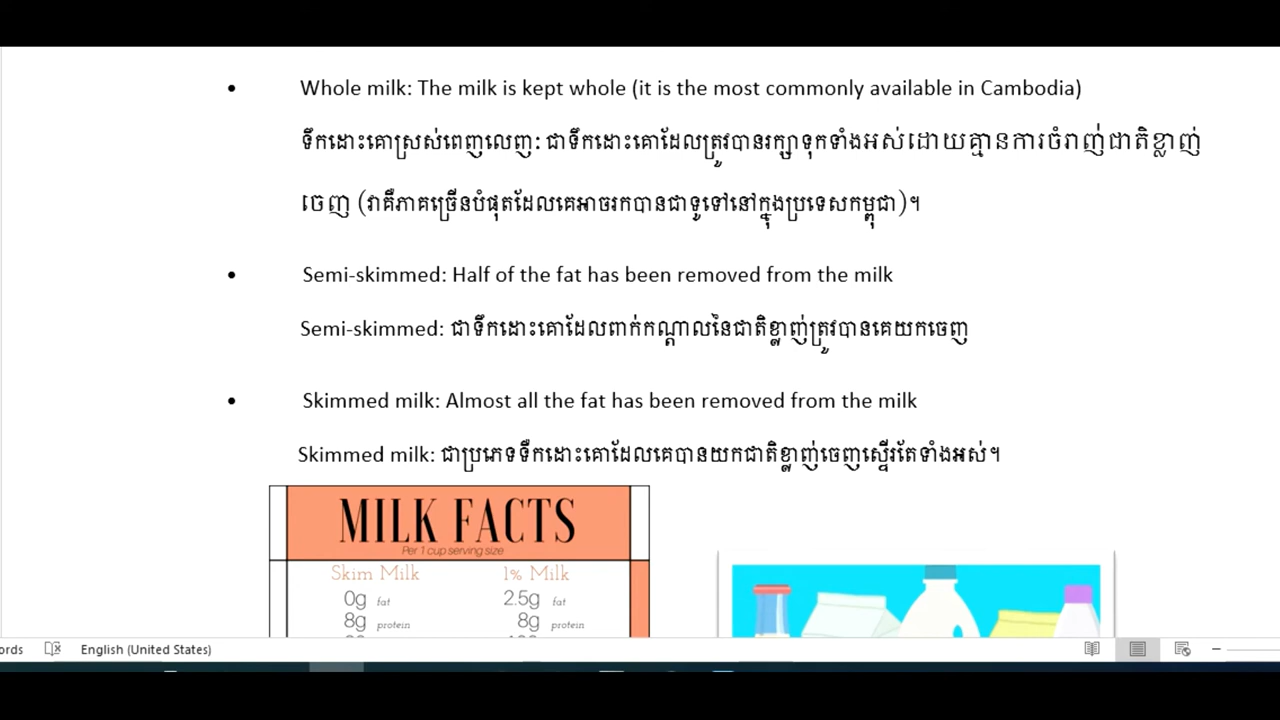 • Whole milk: The milk is kept whole (it is the most commonly available in Cambodia)
ទឹកដោះគោស្រស់ពេញលេញ: ជាទឹកដោះគោដែលត្រូវបានរក្សាទុកទាំងអស់ដោយគ្មានការចំរាញ់ជាតិខ្លាញ់
ចេញ (វាគឺភាគច្រើនបំផុតដែលគេអាចរកបានជាទូទៅនៅក្នុងប្រទេសកម្ពុជា)។
• Semi-skimmed: Half of the fat has been removed from the milk
Semi-skimmed: ជាទឹកដោះគោដែលពាក់កណ្តាលនៃជាតិខ្លាញ់ត្រូវបានគេយកចេញ
• Skimmed milk: Almost all the fat has been removed from the milk
Skimmed milk: ជាប្រភេទទឹកដោះគោដែលគេបានយកជាតិខ្លាញ់ចេញស្ទើរតែទាំងអស់។
MILK FACTS
Per 1 cup serving size
Skim Milk 1% Milk
0g fat 2.5g fat
8g protein 8g protein
ords English (United States)